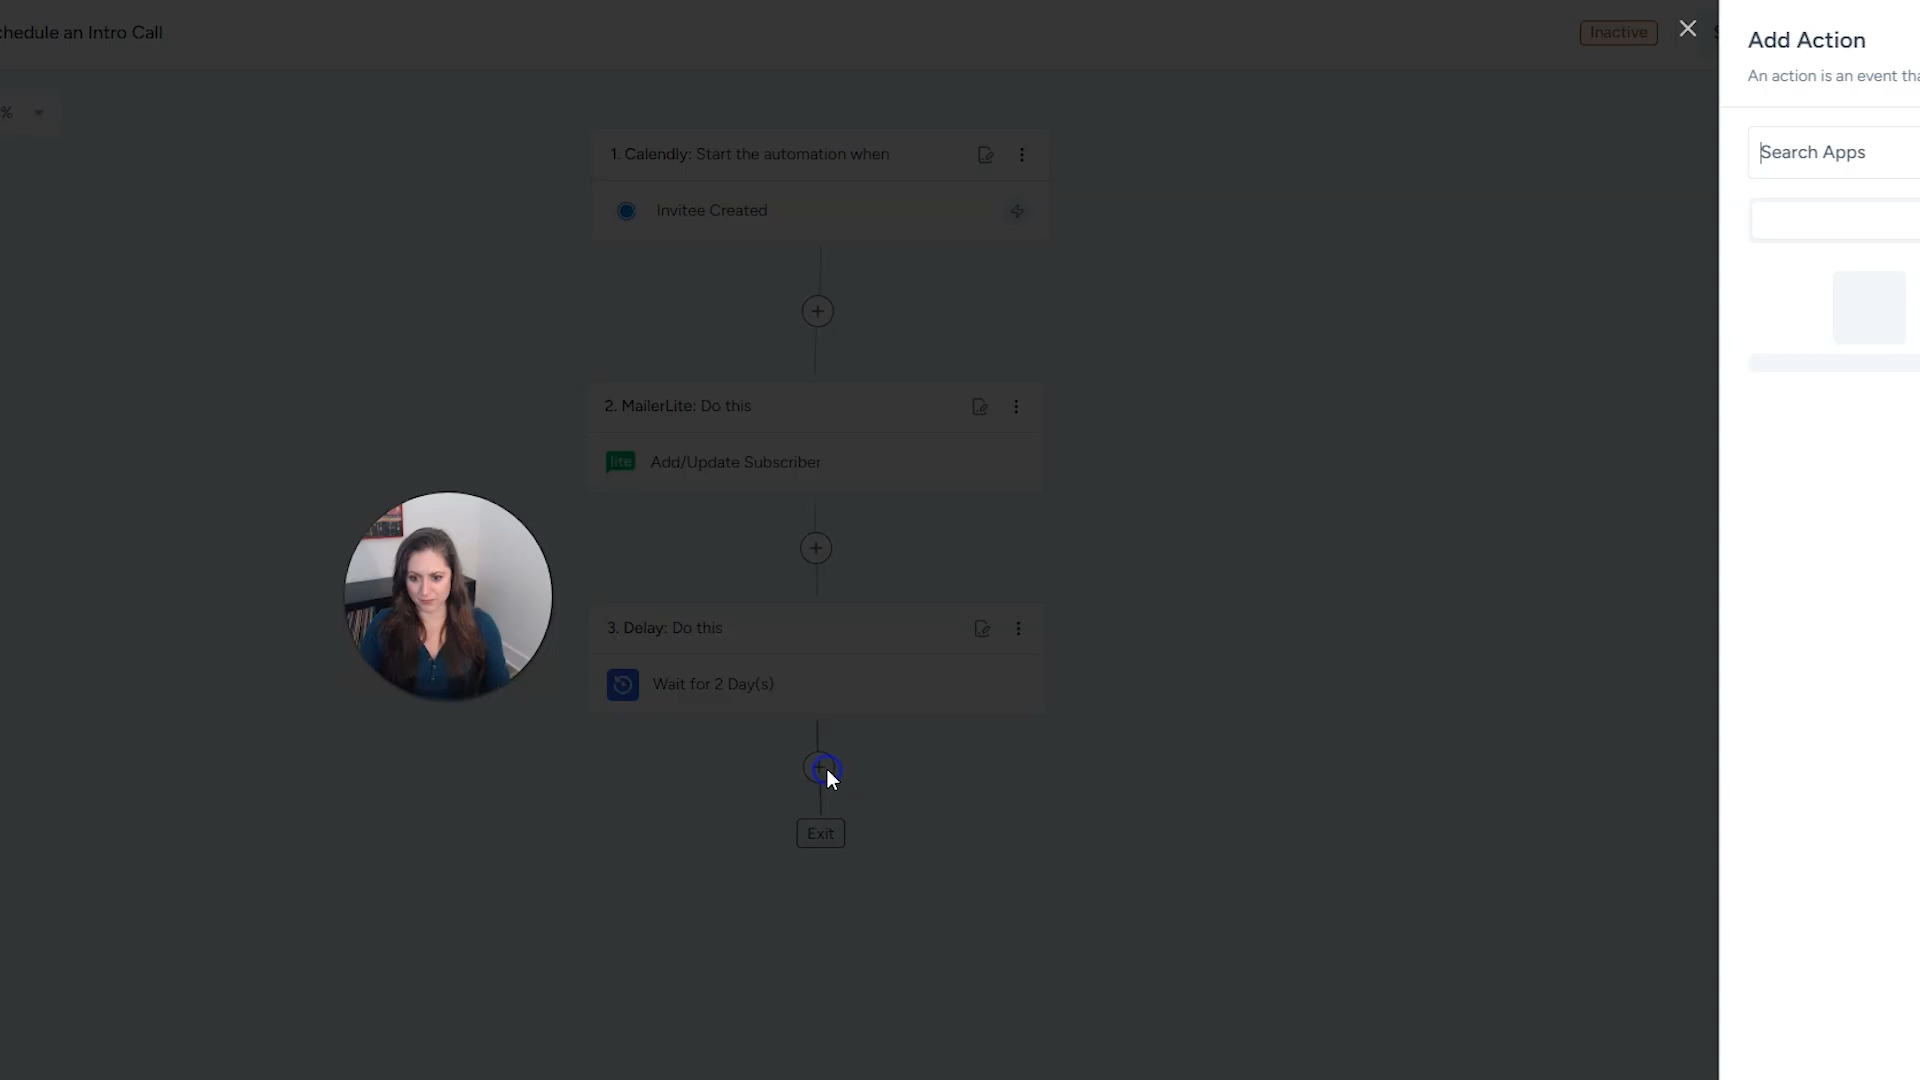 chedule an Intro Call
Inactive
Add Action
An action is an event tha
%
1. Calendly: Start the automation when
Search Apps
Invitee Created
2. MailerLite: Do this
lite
Add/Update Subscriber
3. Delay: Do this
Wait for 2 Day(s)
Exit